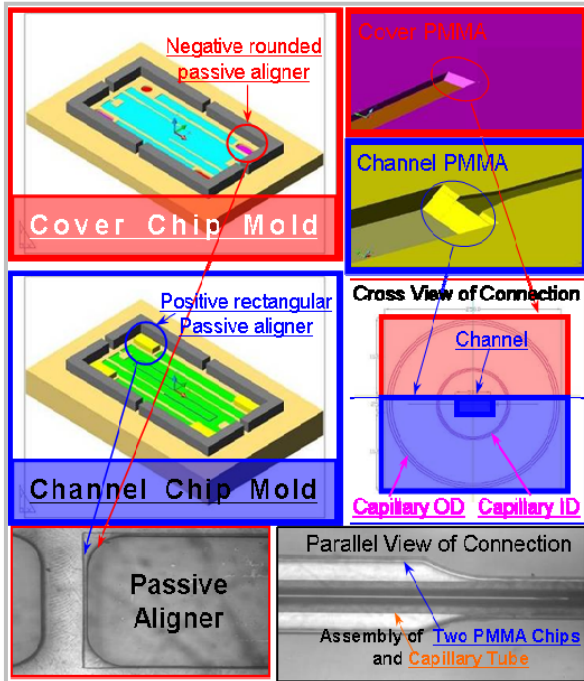 Negative rounded
passive aligner
Cover Chip Mold
Cover PMMA
Channel PMMA
Positive rectangular
Passive aligner
Channel Chip Mold
Cross View of Connection
Channel
Capillary OD
Capillary ID
Passive
Aligner
Parallel View of Connection
Assembly of Two PMMA Chips
and Capillary Tube